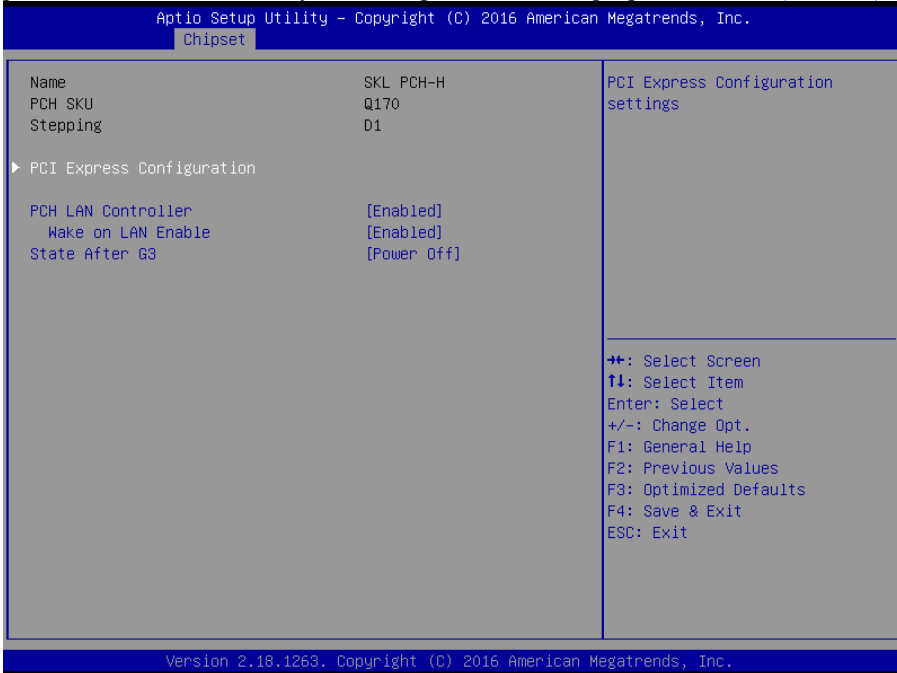 Aptio Setup Utility – Copyright (C) 2016 American Megatrends, Inc.
Chipset
Name SKL PCH-H
PCH SKU Q170
Stepping D1
PCI Express Configuration
PCH LAN Controller [Enabled]
Wake on LAN Enable [Enabled]
State After G3 [Power Off]
PCI Express Configuration
settings
→←: Select Screen
↑↓: Select Item
Enter: Select
+/-: Change Opt.
F1: General Help
F2: Previous Values
F3: Optimized Defaults
F4: Save & Exit
ESC: Exit
Version 2.18.1263. Copyright (C) 2016 American Megatrends, Inc.